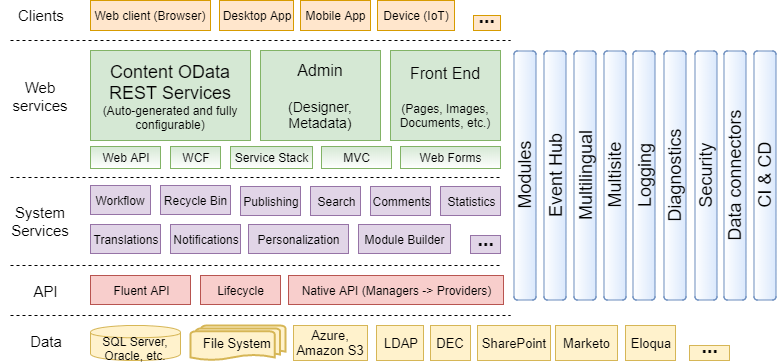 Clients
Web client (Browser)
Desktop App
Mobile App
Device (IoT)
...
Web
services
Content OData
REST Services
(Auto-generated and fully
configurable)
Admin
(Designer,
Metadata)
Front End
(Pages, Images,
Documents, etc.)
Web API
WCF
Service Stack
MVC
Web Forms
System
Services
Workflow
Recycle Bin
Publishing
Search
Comments
Statistics
Translations
Notifications
Personalization
Module Builder
...
API
Fluent API
Lifecycle
Native API (Managers -> Providers)
Data
SQL Server,
Oracle, etc.
File System
Azure,
Amazon S3
LDAP
DEC
SharePoint
Marketo
Eloqua
...
Modules
Event Hub
Multilingual
Multisite
Logging
Diagnostics
Security
Data connectors
CI & CD